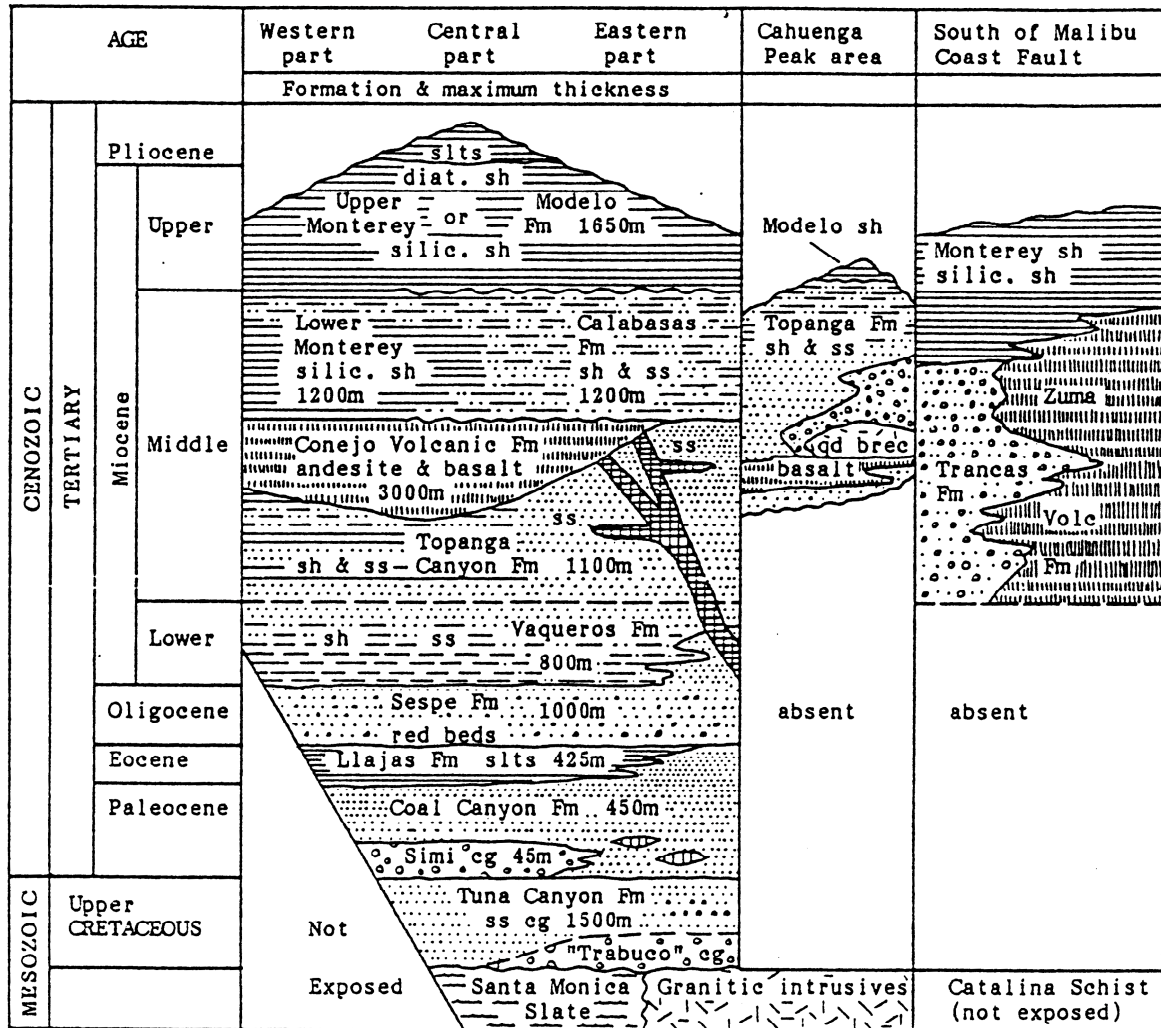 AGE
Western part
Central part
Eastern part
Cahuenga Peak area
South of Malibu Coast Fault
Formation & maximum thickness
CENOZOIC
TERTIARY
Pliocene
slts
diat. sh
Miocene
Upper
Upper Monterey
or
Modelo Fm 1650m
silic. sh
Modelo sh
Monterey sh
silic. sh
Middle
Lower
Monterey
silic. sh
1200m
Calabasas
Fm
sh & ss
1200m
Topanga Fm
sh & ss
Zuma
Conejo Volcanic Fm
andesite & basalt
3000m
ss
qd brec
basalt
Trancas
Fm
Volc
Fm
ss
Topanga
sh & ss-Canyon Fm 1100m
Lower
sh ss Vaqueros Fm
800m
Oligocene
Sespe Fm 1000m
red beds
absent
absent
Eocene
Llajas Fm slts 425m
Paleocene
Coal Canyon Fm 450m
Simi cg 45m
MESOZOIC
Upper
CRETACEOUS
Not
Exposed
Tuna Canyon Fm
ss cg 1500m
"Trabuco" cg
Santa Monica
Slate
Granitic intrusives
Catalina Schist
(not exposed)